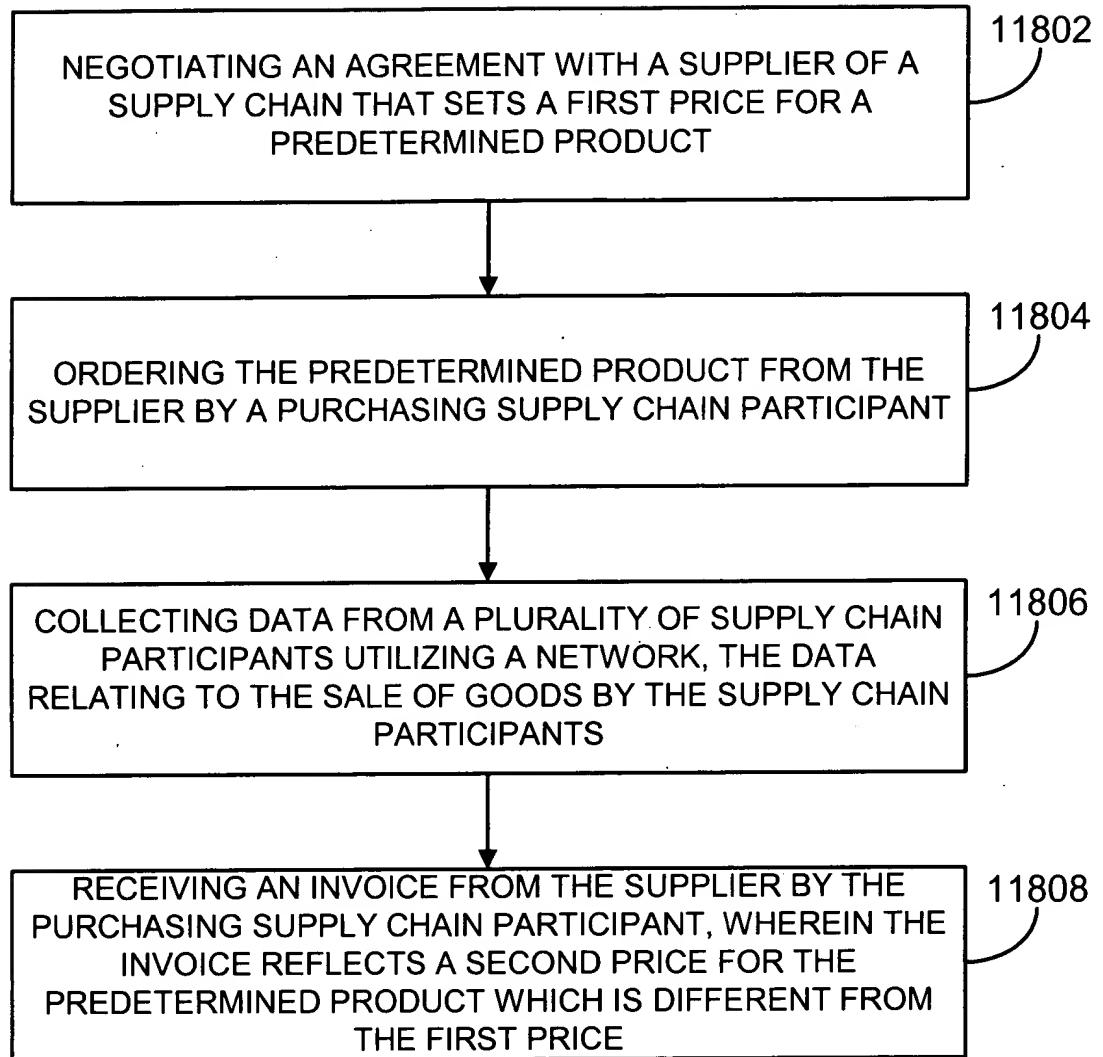 11802
NEGOTIATING AN AGREEMENT WITH A SUPPLIER OF A
SUPPLY CHAIN THAT SETS A FIRST PRICE FOR A
PREDETERMINED PRODUCT
11804
ORDERING THE PREDETERMINED PRODUCT FROM THE
SUPPLIER BY A PURCHASING SUPPLY CHAIN PARTICIPANT
11806
COLLECTING DATA FROM A PLURALITY OF SUPPLY CHAIN
PARTICIPANTS UTILIZING A NETWORK, THE DATA
RELATING TO THE SALE OF GOODS BY THE SUPPLY CHAIN
PARTICIPANTS
11808
RECEIVING AN INVOICE FROM THE SUPPLIER BY THE
PURCHASING SUPPLY CHAIN PARTICIPANT, WHEREIN THE
INVOICE REFLECTS A SECOND PRICE FOR THE
PREDETERMINED PRODUCT WHICH IS DIFFERENT FROM
THE FIRST PRICE